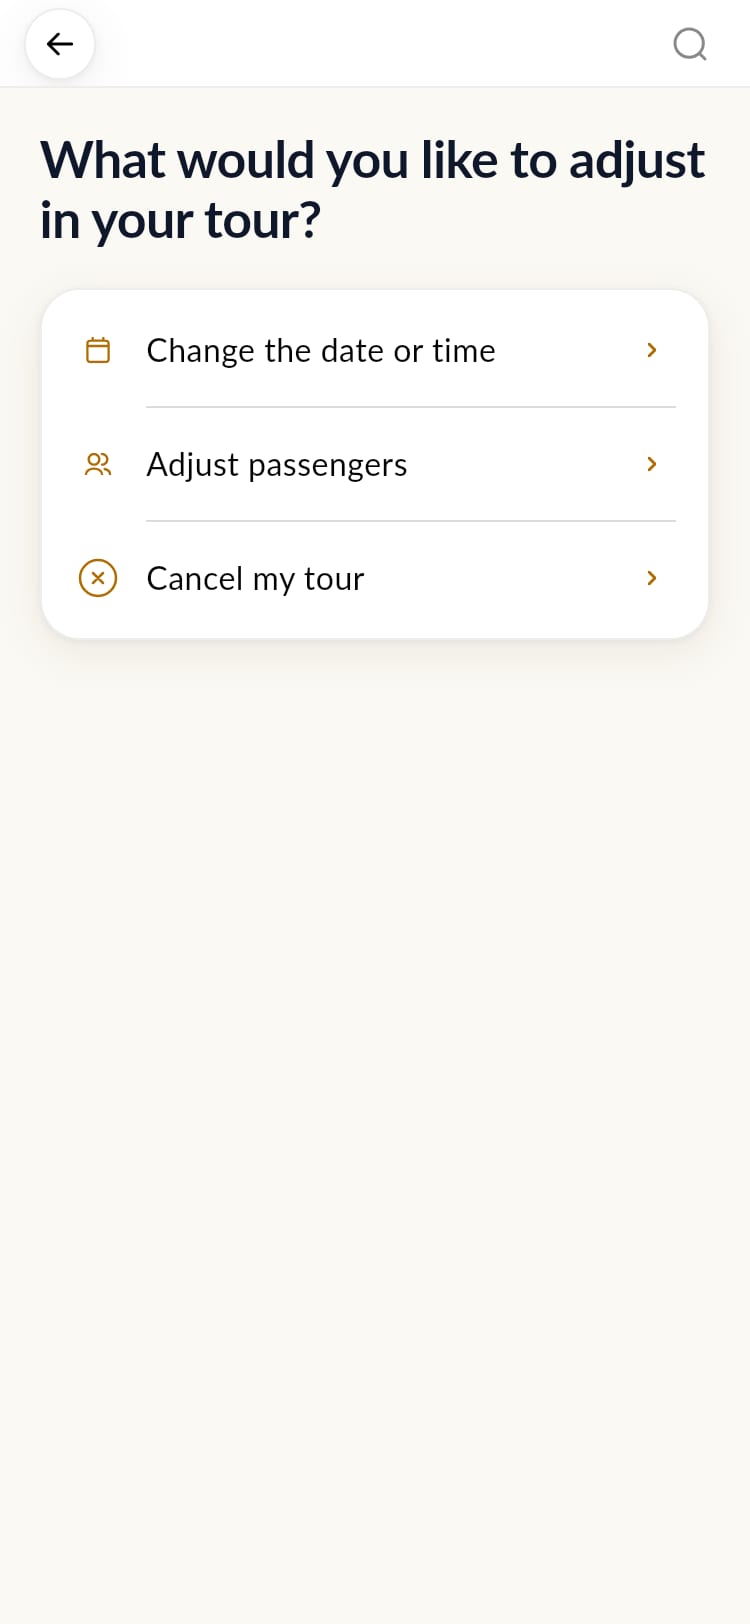 What would you like to adjust
in your tour?
Change the date or time
Adjust passengers
Cancel my tour